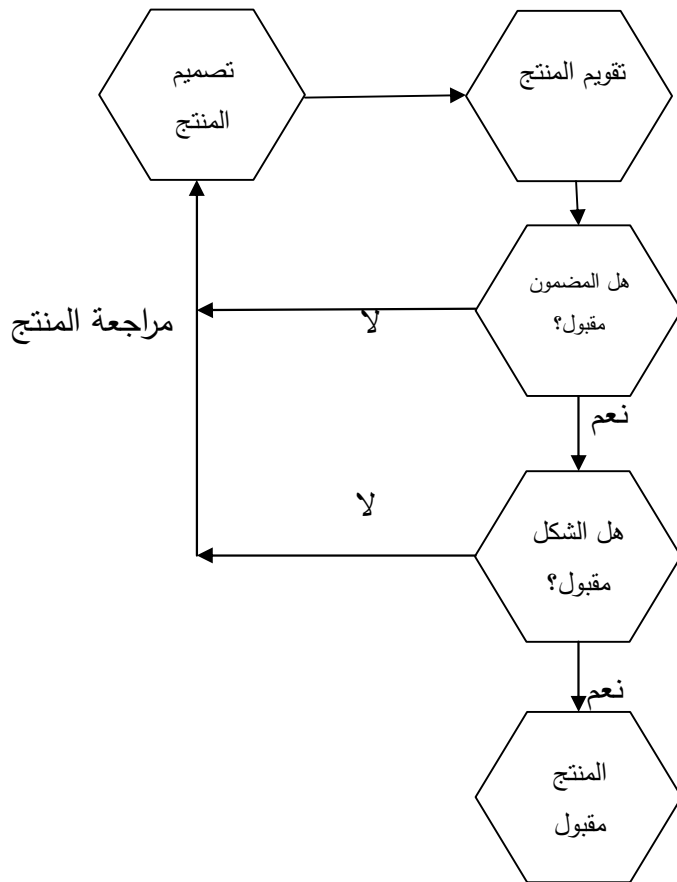 تصميم
المنتج
تقويم المنتج
هل المضمون
مقبول؟
لا
مراجعة المنتج
نعم
هل الشكل
مقبول؟
لا
نعم
المنتج
مقبول